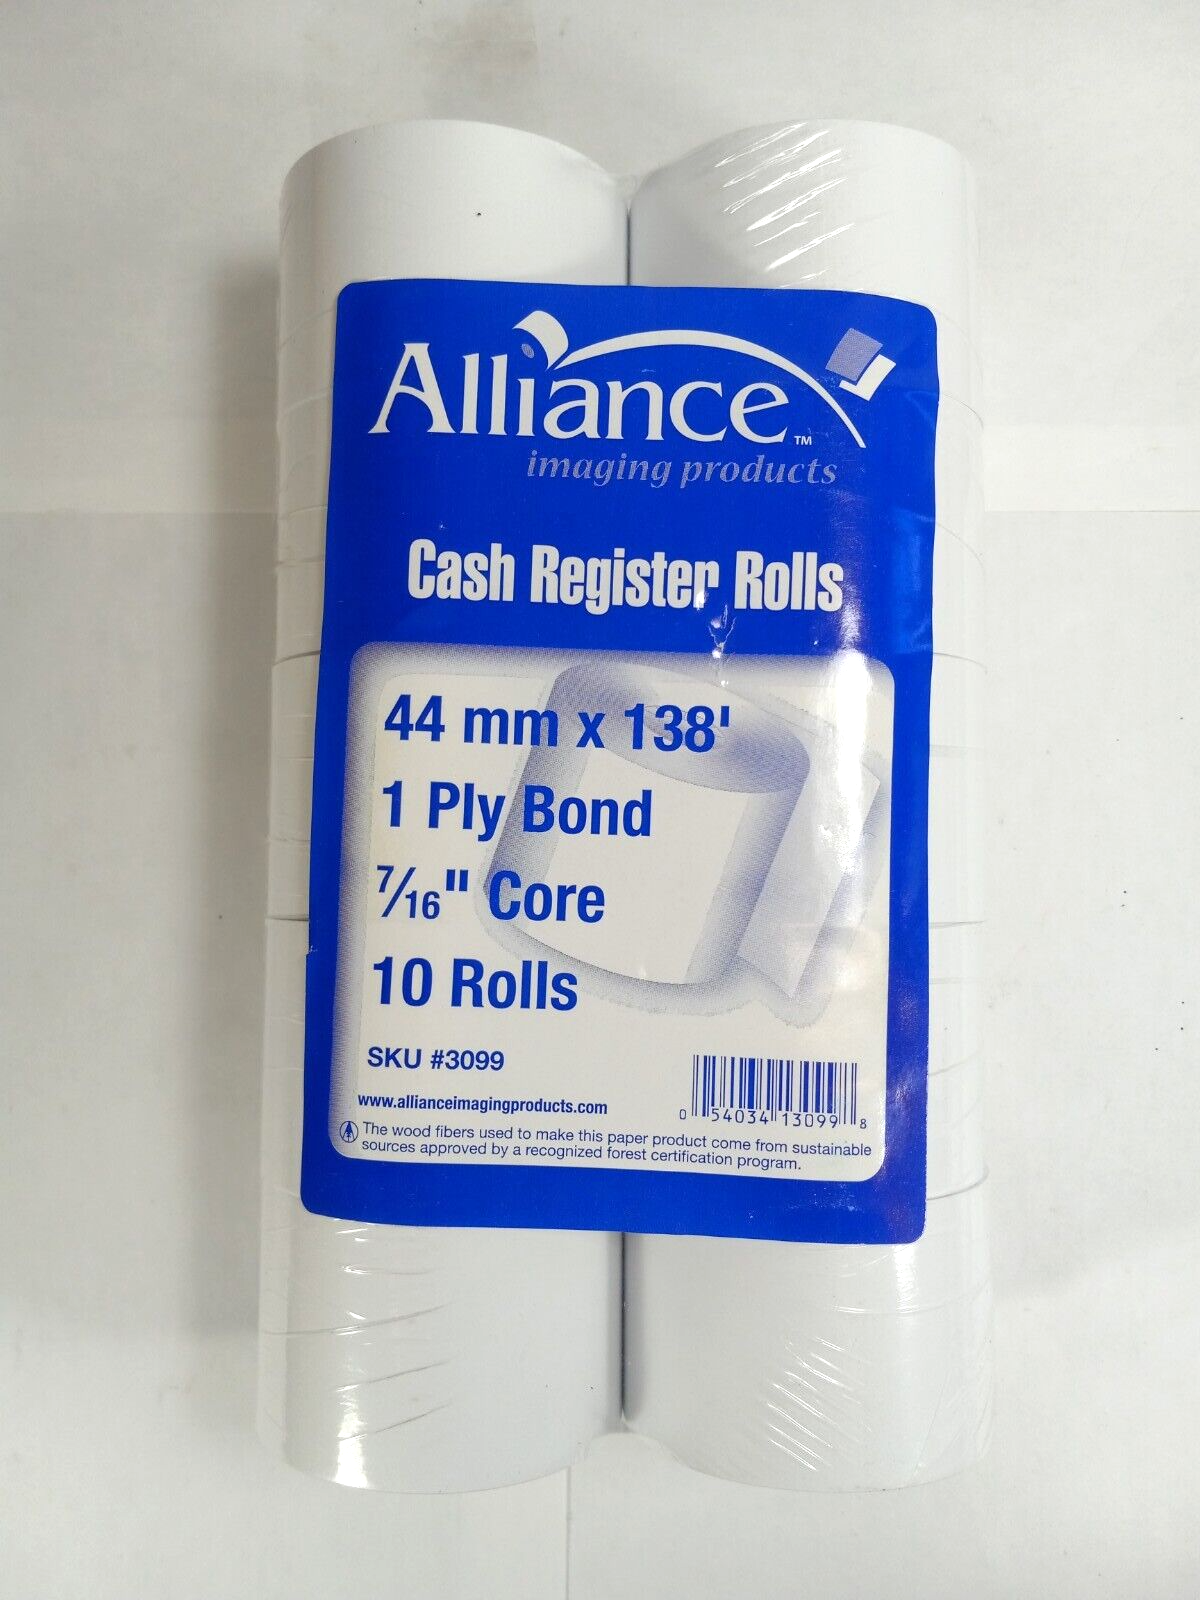 Alliance™
imaging products
Cash Register Rolls
44 mm x 138'
1 Ply Bond
7/16" Core
10 Rolls
SKU #3099
www.allianceimagingproducts.com
0 54034 13099 8
The wood fibers used to make this paper product come from sustainable
sources approved by a recognized forest certification program.